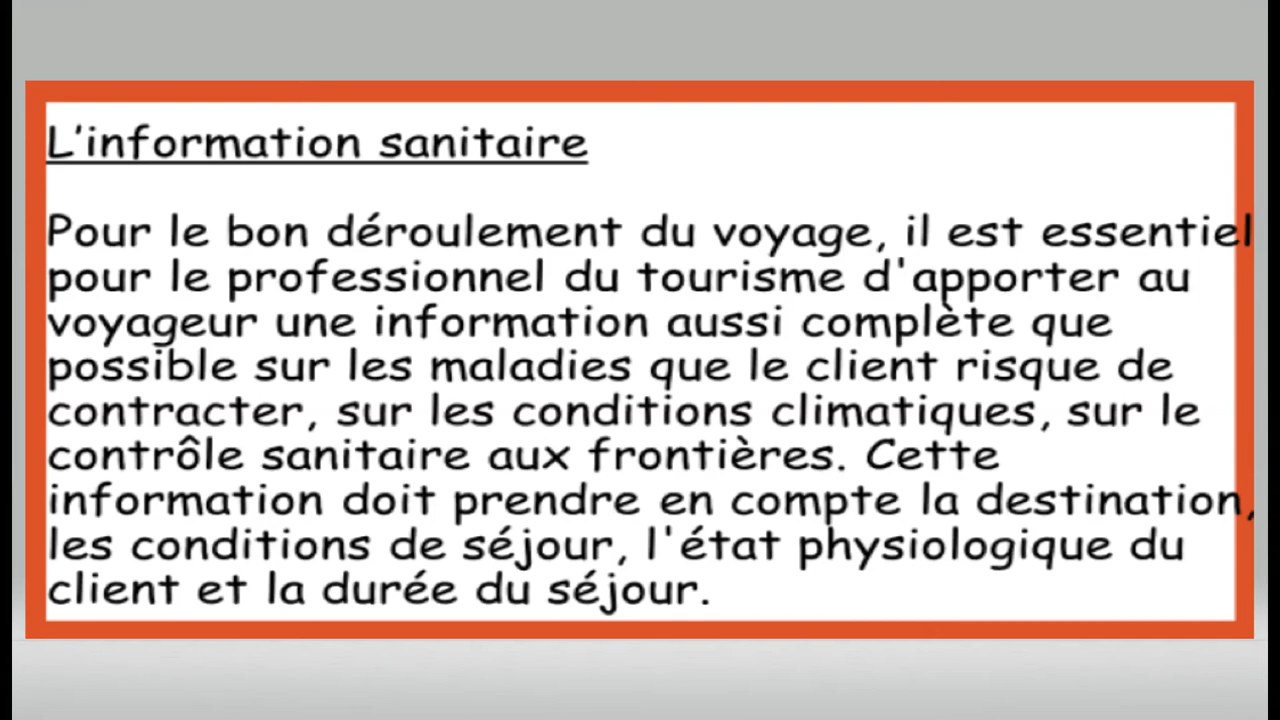 L'information sanitaire
Pour le bon déroulement du voyage, il est essentiel
pour le professionnel du tourisme d'apporter au
voyageur une information aussi complète que
possible sur les maladies que le client risque de
contracter, sur les conditions climatiques, sur le
contrôle sanitaire aux frontières. Cette
information doit prendre en compte la destination,
les conditions de séjour, l'état physiologique du
client et la durée du séjour.